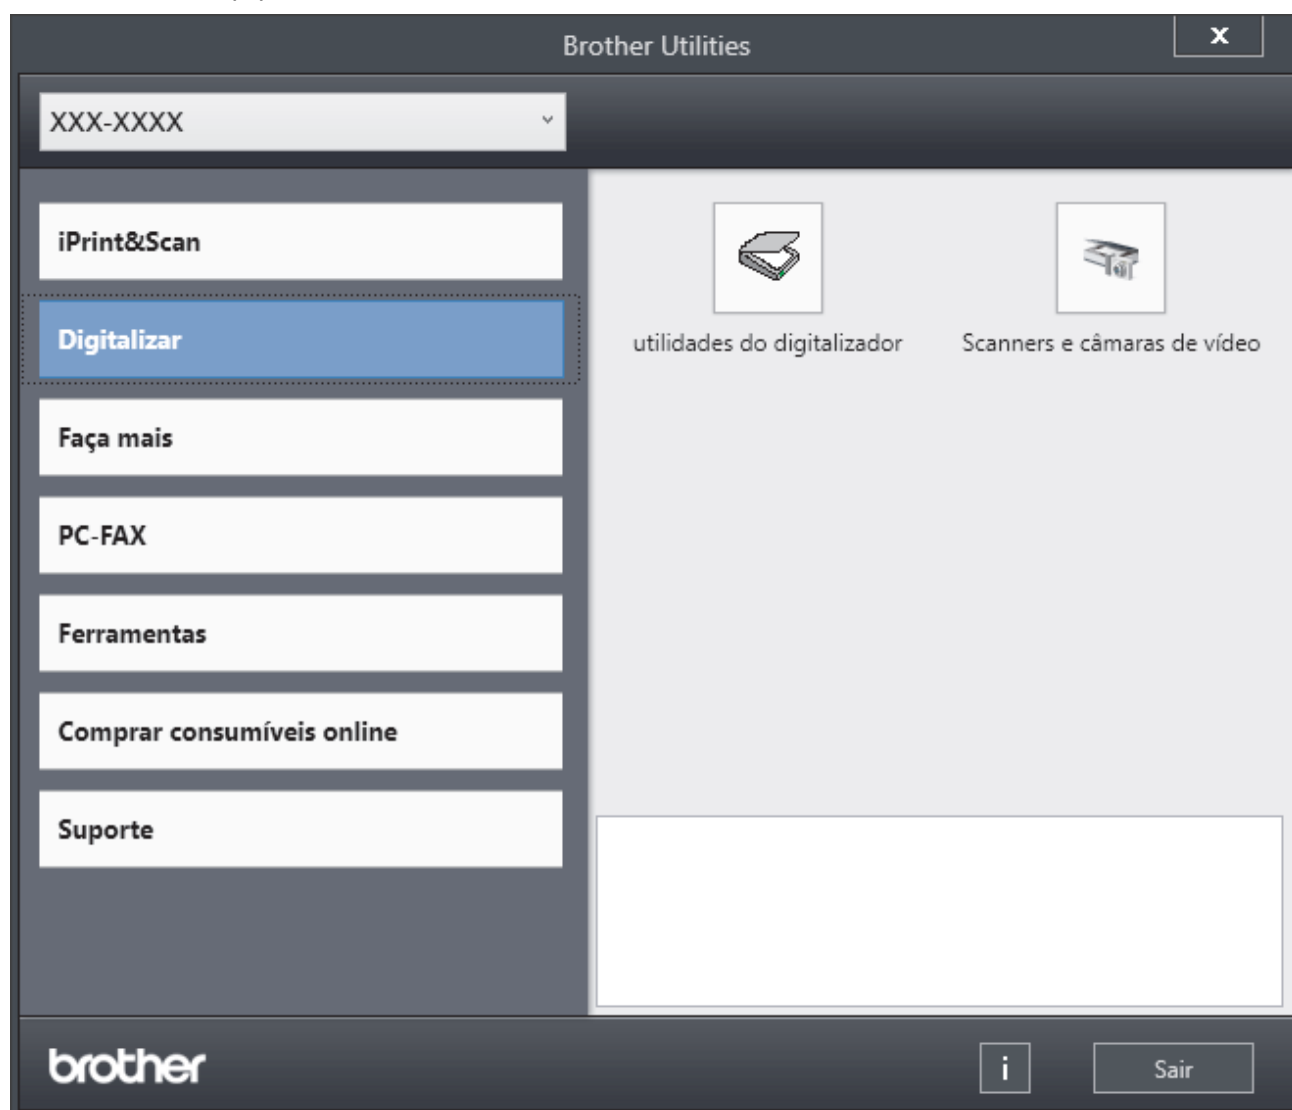 Brother Utilities
x
XXX-XXXX
iPrint&Scan
Digitalizar
Faça mais
PC-FAX
Ferramentas
Comprar consumíveis online
Suporte
utilidades do digitalizador
Scanners e câmaras de vídeo
brother
i
Sair